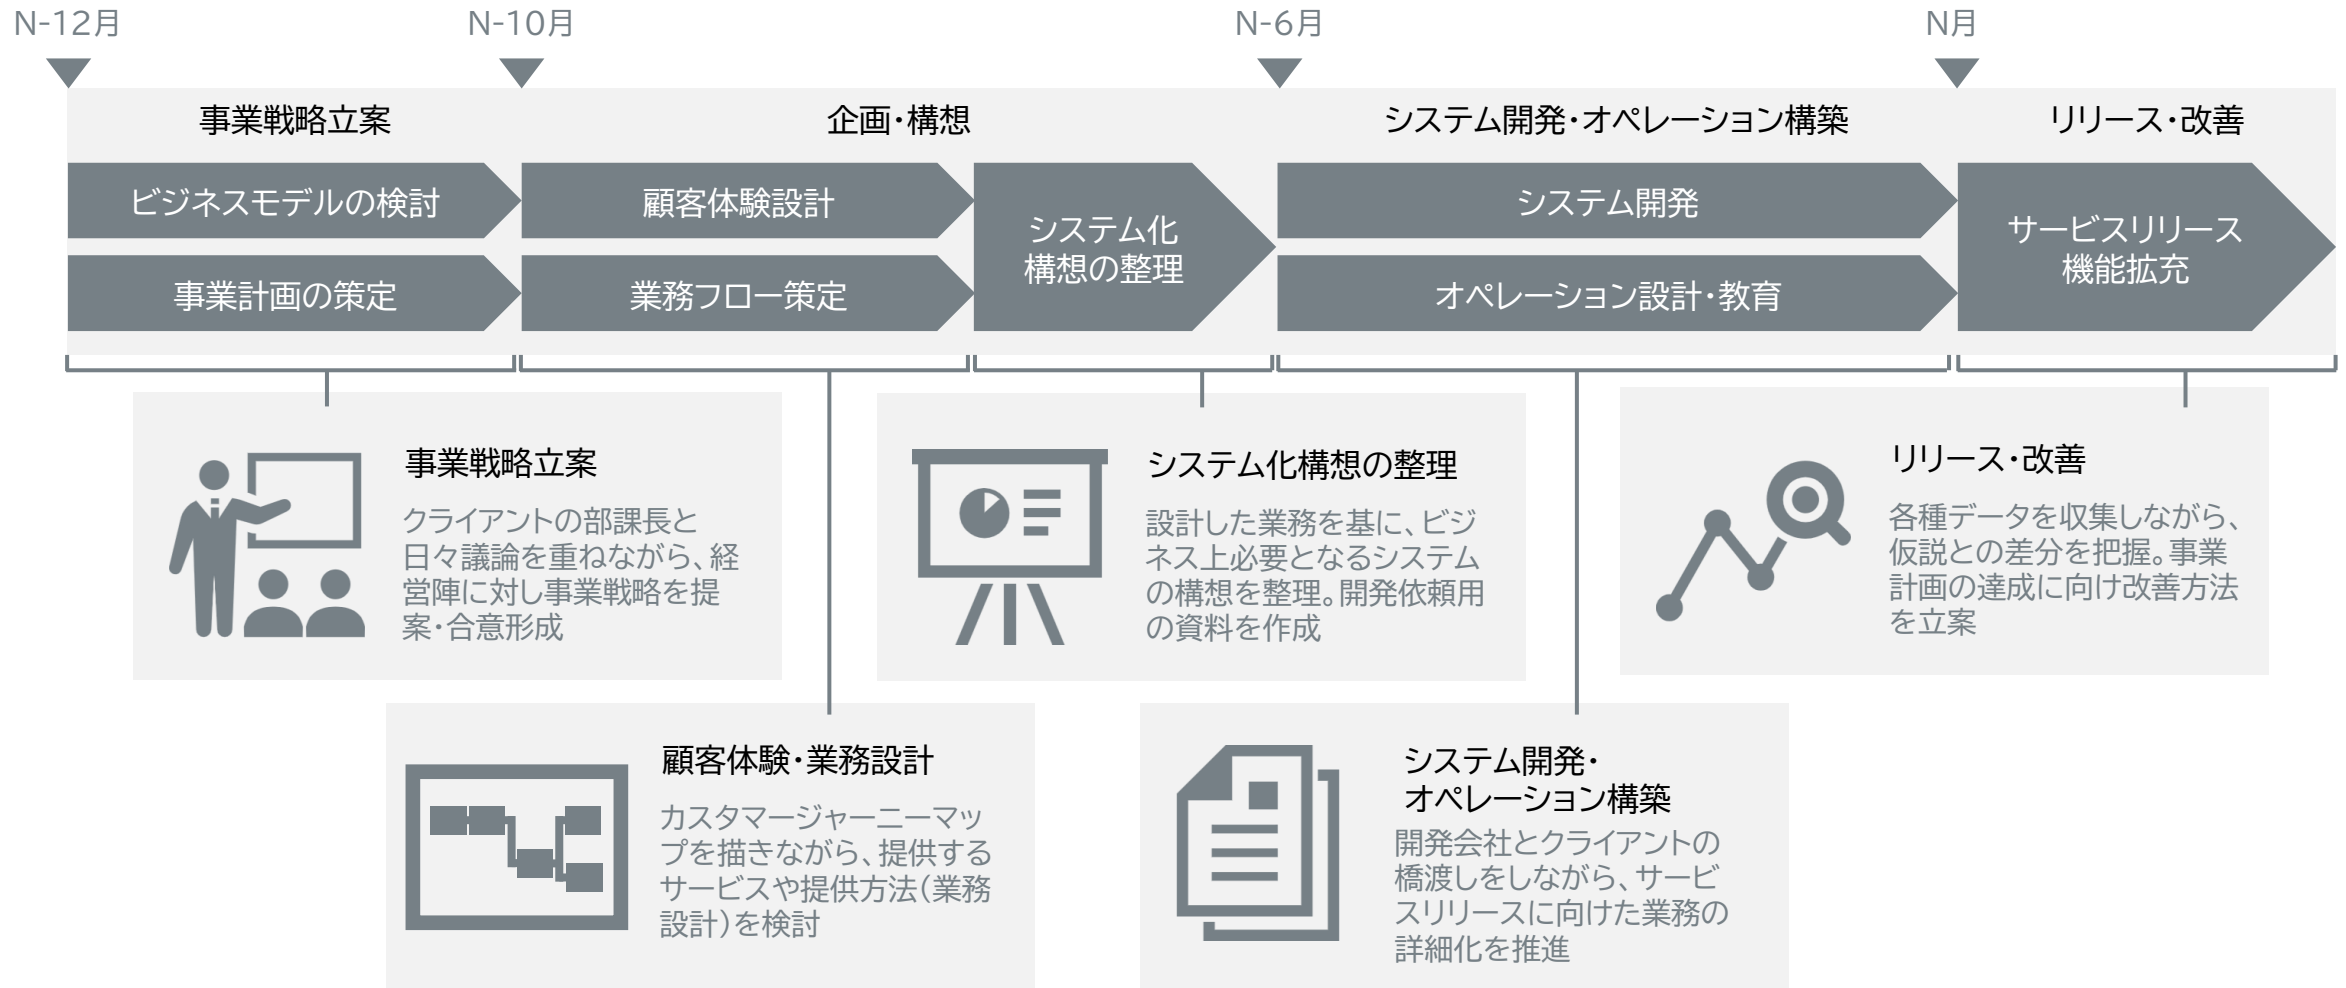 N-12月
N-10月
N-6月
N月
事業戦略立案
企画・構想
システム開発・オペレーション構築
リリース・改善
ビジネスモデルの検討
事業計画の策定
顧客体験設計
業務フロー策定
システム化
構想の整理
システム開発
オペレーション設計・教育
サービスリリース
機能拡充
事業戦略立案
クライアントの部課長と
日々議論を重ねながら、経
営陣に対し事業戦略を提
案・合意形成
システム化構想の整理
設計した業務を基に、ビジ
ネス上必要となるシステム
の構想を整理。開発依頼用
の資料を作成
リリース・改善
各種データを収集しながら、
仮説との差分を把握。事業
計画の達成に向け改善方法
を立案
顧客体験・業務設計
カスタマージャーニーマッ
プを描きながら、提供する
サービスや提供方法(業務
設計)を検討
システム開発・
オペレーション構築
開発会社とクライアントの
橋渡しをしながら、サービ
スリリースに向けた業務の
詳細化を推進